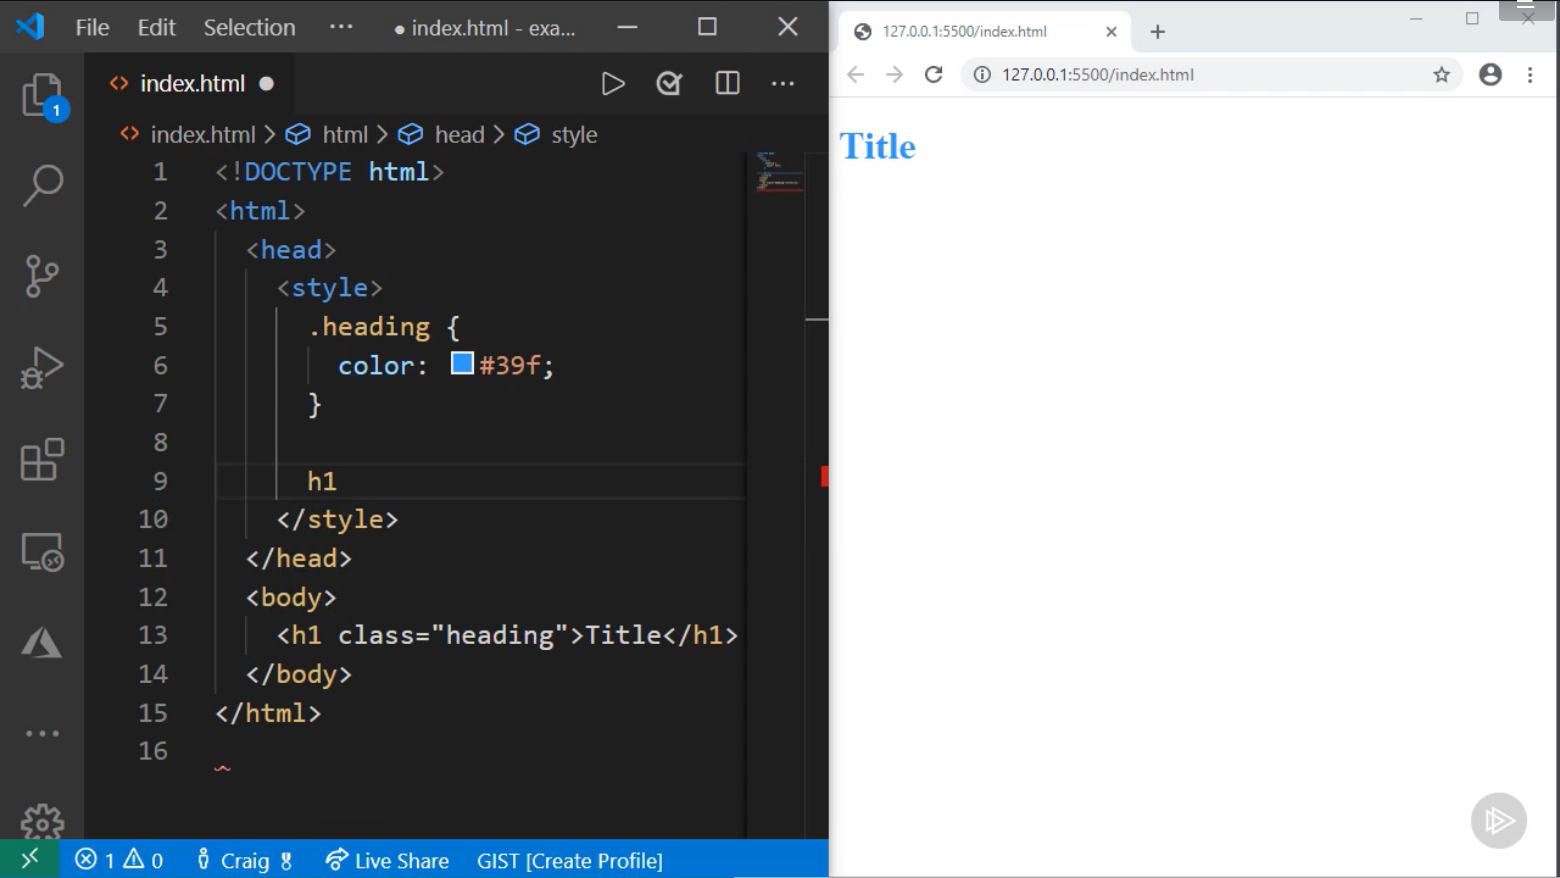 File Edit Selection ··· ● index.html - exa...
127.0.0.1:5500/index.html
index.html
127.0.0.1:5500/index.html
1
index.html > html > head > style
1 <!DOCTYPE html>
2 <html>
3 <head>
4 <style>
5 .heading {
6 color: #39f;
7 }
8
9 h1
10 </style>
11 </head>
12 <body>
13 <h1 class="heading">Title</h1>
14 </body>
15 </html>
16
Title
1 0 Craig Live Share GIST [Create Profile]